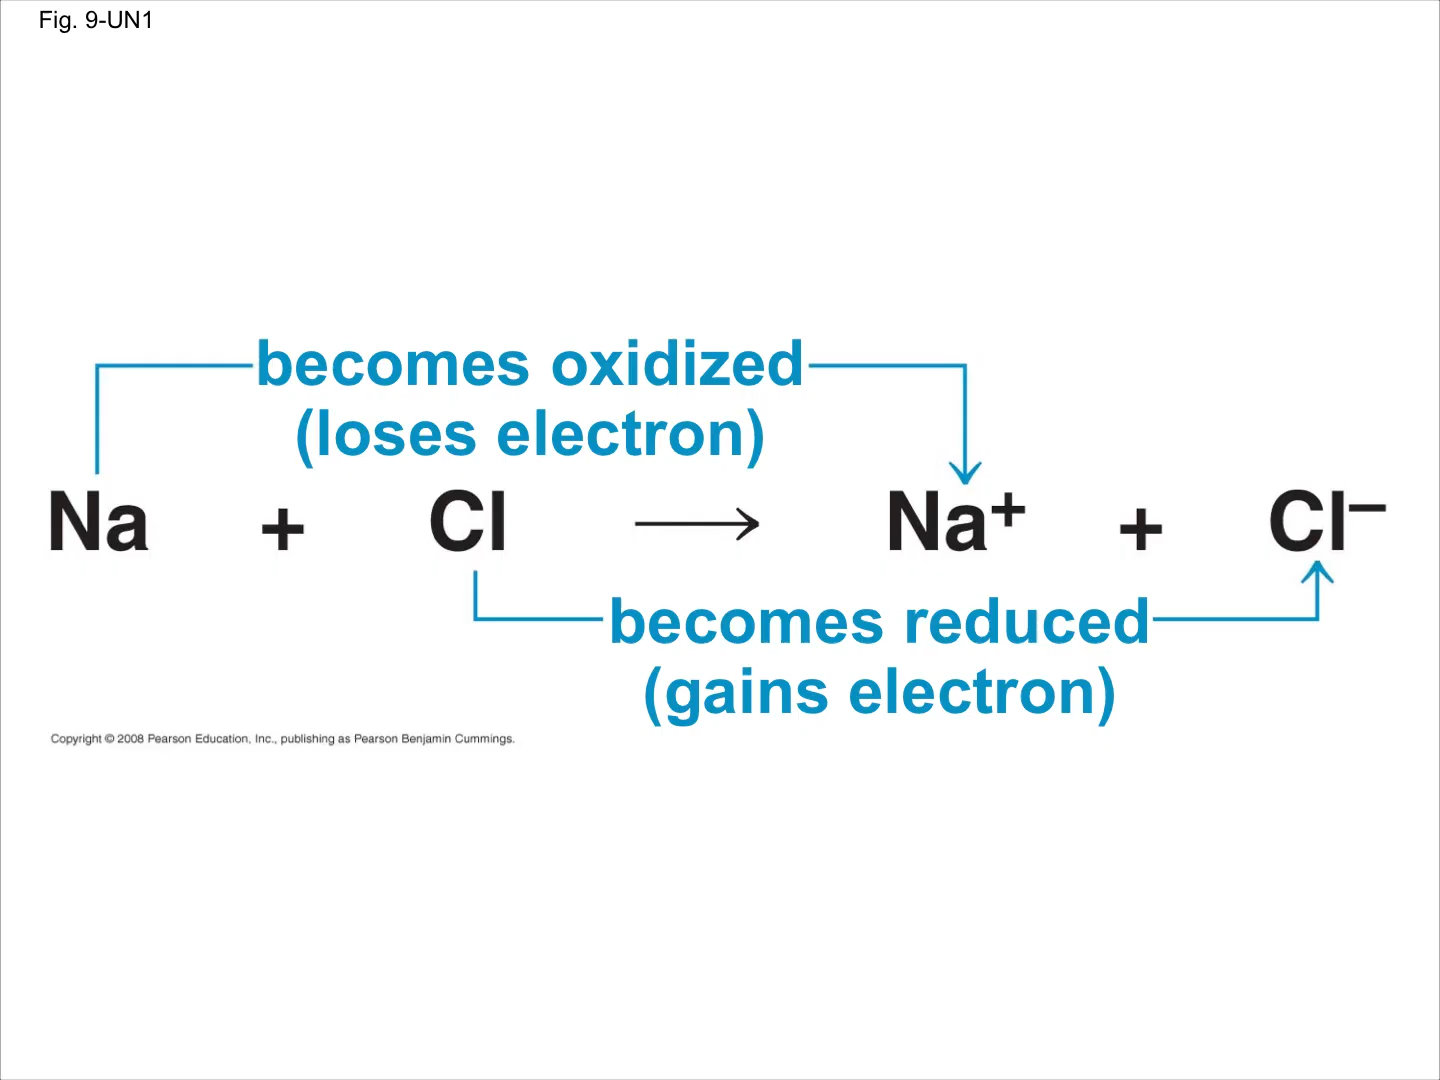 Fig. 9-UN1
becomes oxidized
(loses electron)
Na + Cl → Na⁺ + Cl⁻
becomes reduced
(gains electron)
Copyright © 2008 Pearson Education, Inc., publishing as Pearson Benjamin Cummings.